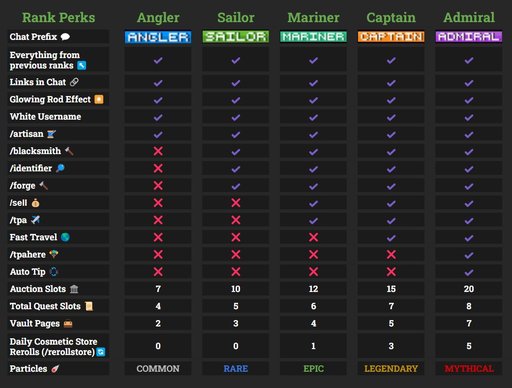 Rank Perks Angler Sailor Mariner Captain Admiral
Chat Prefix ANGLER SAILOR MARINER CAPTAIN ADMIRAL
Everything from
previous ranks
Links in Chat
Glowing Rod Effect
White Username
/artisan
/blacksmith
/identifier
/forge
/sell
/tpa
Fast Travel
/tpahere
Auto Tip
Auction Slots 7 10 12 15 20
Total Quest Slots 4 5 6 7 8
Vault Pages 2 3 4 5 7
Daily Cosmetic Store
Rerolls (/rerollstore) 0 0 1 3 5
Particles COMMON RARE EPIC LEGENDARY MYTHICAL